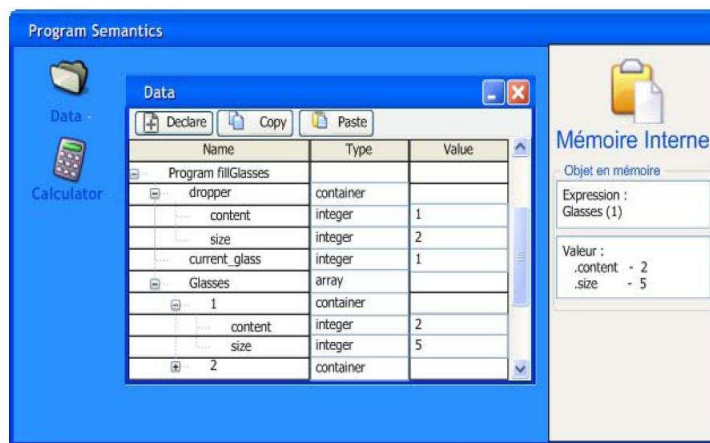 Program Semantics
Data
Calculator
Data
Declare Copy Paste
Name Type Value
Program fillGlasses
dropper container
content integer 1
size integer 2
current_glass integer 1
Glasses array
1 container
content integer 2
size integer 5
2 container
Mémoire Interne
Objet en mémoire
Expression :
Glasses (1)
Valeur :
.content - 2
.size - 5